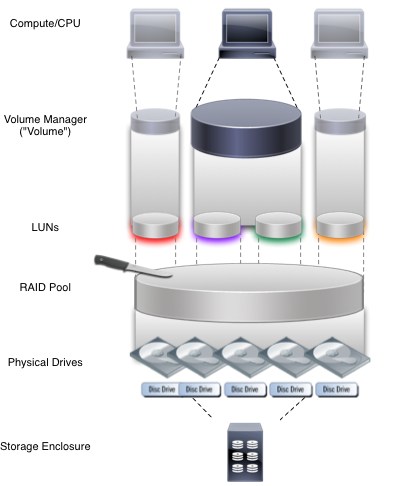 Compute/CPU
Volume Manager
("Volume")
LUNs
RAID Pool
Physical Drives
Disc Drive Disc Drive Disc Drive Disc Drive Disc Drive
Storage Enclosure